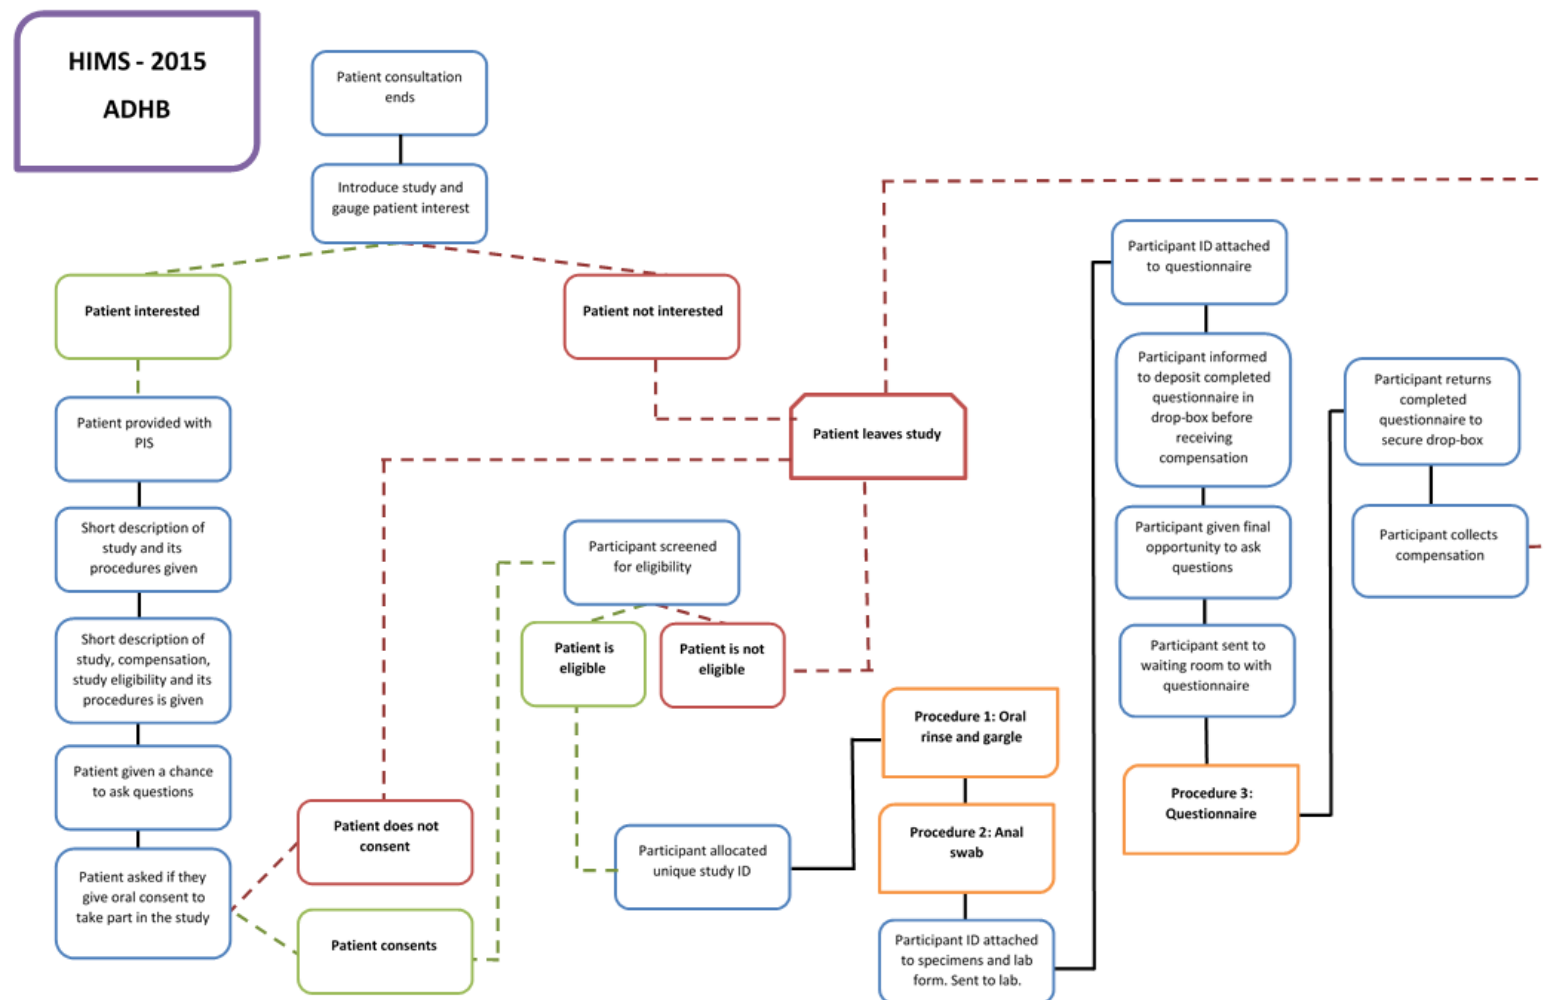 HIMS - 2015
ADHB
Patient consultation
ends
Introduce study and
gauge patient interest
Patient interested
Patient not interested
Patient provided with
PIS
Short description of
study and its
procedures given
Short description of
study, compensation,
study eligibility and its
procedures is given
Patient given a chance
to ask questions
Patient asked if they
give oral consent to
take part in the study
Patient does not
consent
Patient consents
Patient leaves study
Participant screened
for eligibility
Patient is
eligible
Patient is not
eligible
Participant allocated
unique study ID
Procedure 1: Oral
rinse and gargle
Procedure 2: Anal
swab
Participant ID attached
to specimens and lab
form. Sent to lab.
Participant ID attached
to questionnaire
Participant informed
to deposit completed
questionnaire in
drop-box before
receiving
compensation
Participant given final
opportunity to ask
questions
Participant sent to
waiting room to with
questionnaire
Procedure 3:
Questionnaire
Participant returns
completed
questionnaire to
secure drop-box
Participant collects
compensation